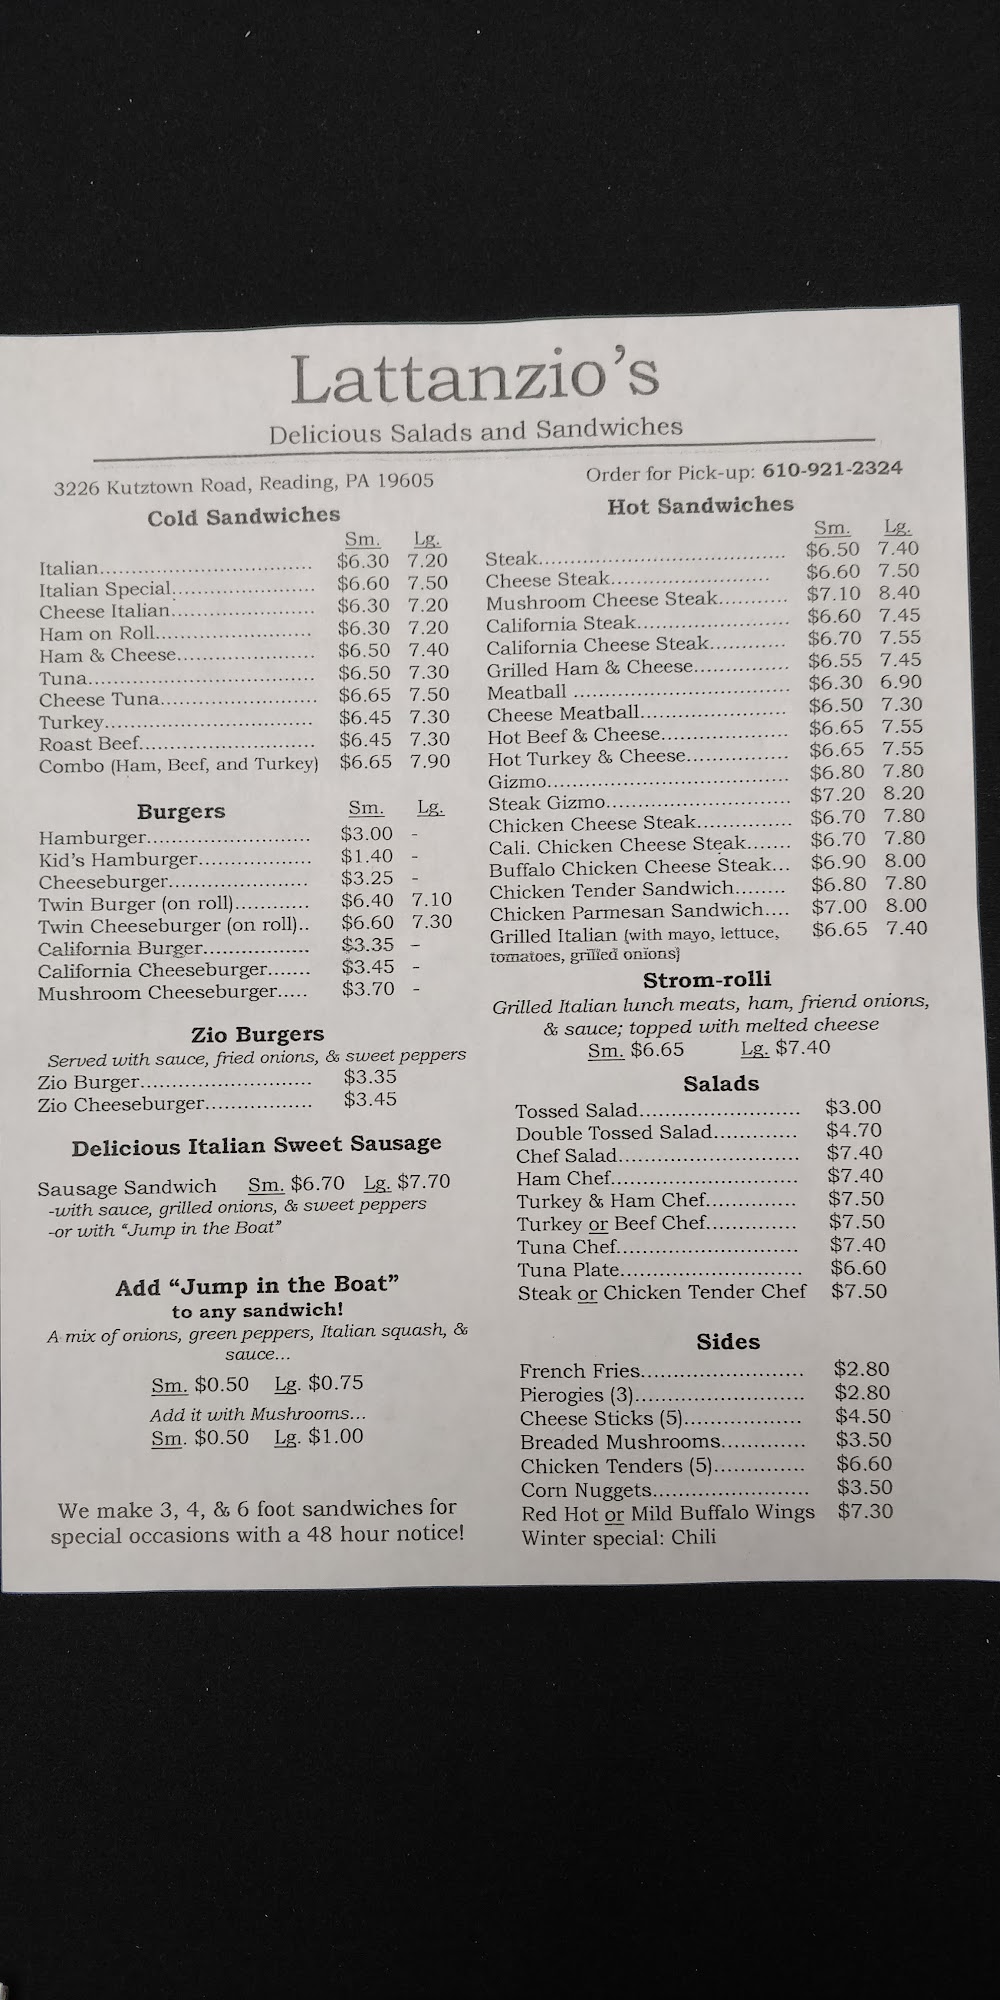 Lattanzio's
Delicious Salads and Sandwiches
3226 Kutztown Road, Reading, PA 19605
Order for Pick-up: 610-921-2324
Cold Sandwiches
Sm. Lg.
Italian................................ $6.30 7.20
Italian Special...................... $6.60 7.50
Cheese Italian...................... $6.30 7.20
Ham on Roll........................ $6.30 7.20
Ham & Cheese..................... $6.50 7.40
Tuna................................... $6.50 7.30
Cheese Tuna........................ $6.65 7.50
Turkey................................ $6.45 7.30
Roast Beef........................... $6.45 7.30
Combo (Ham, Beef, and Turkey) $6.65 7.90
Burgers Sm. Lg.
Hamburger......................... $3.00 -
Kid's Hamburger.................. $1.40 -
Cheeseburger...................... $3.25 -
Twin Burger (on roll)............ $6.40 7.10
Twin Cheeseburger (on roll).. $6.60 7.30
California Burger................. $3.35 -
California Cheeseburger....... $3.45 -
Mushroom Cheeseburger..... $3.70 -
Zio Burgers
Served with sauce, fried onions, & sweet peppers
Zio Burger........................... $3.35
Zio Cheeseburger................. $3.45
Delicious Italian Sweet Sausage
Sausage Sandwich Sm. $6.70 Lg. $7.70
-with sauce, grilled onions, & sweet peppers
-or with "Jump in the Boat"
Add "Jump in the Boat"
to any sandwich!
A mix of onions, green peppers, Italian squash, &
sauce...
Sm. $0.50 Lg. $0.75
Add it with Mushrooms...
Sm. $0.50 Lg. $1.00
We make 3, 4, & 6 foot sandwiches for
special occasions with a 48 hour notice!
Hot Sandwiches
Sm. Lg.
Steak...................................... $6.50 7.40
Cheese Steak......................... $6.60 7.50
Mushroom Cheese Steak........... $7.10 8.40
California Steak........................ $6.60 7.45
California Cheese Steak............ $6.70 7.55
Grilled Ham & Cheese............... $6.55 7.45
Meatball .................................. $6.30 6.90
Cheese Meatball....................... $6.50 7.30
Hot Beef & Cheese.................... $6.65 7.55
Hot Turkey & Cheese................ $6.65 7.55
Gizmo...................................... $6.80 7.80
Steak Gizmo............................. $7.20 8.20
Chicken Cheese Steak............... $6.70 7.80
Cali. Chicken Cheese Steak....... $6.70 7.80
Buffalo Chicken Cheese Steak... $6.90 8.00
Chicken Tender Sandwich........ $6.80 7.80
Chicken Parmesan Sandwich.... $7.00 8.00
Grilled Italian (with mayo, lettuce, $6.65 7.40
tomatoes, grilled onions)
Strom-rolli
Grilled Italian lunch meats, ham, friend onions,
& sauce; topped with melted cheese
Sm. $6.65 Lg. $7.40
Salads
Tossed Salad.......................... $3.00
Double Tossed Salad............. $4.70
Chef Salad............................. $7.40
Ham Chef.............................. $7.40
Turkey & Ham Chef.............. $7.50
Turkey or Beef Chef.............. $7.50
Tuna Chef............................. $7.40
Tuna Plate............................. $6.60
Steak or Chicken Tender Chef $7.50
Sides
French Fries.......................... $2.80
Pierogies (3)........................... $2.80
Cheese Sticks (5)................... $4.50
Breaded Mushrooms............. $3.50
Chicken Tenders (5).............. $6.60
Corn Nuggets......................... $3.50
Red Hot or Mild Buffalo Wings $7.30
Winter special: Chili